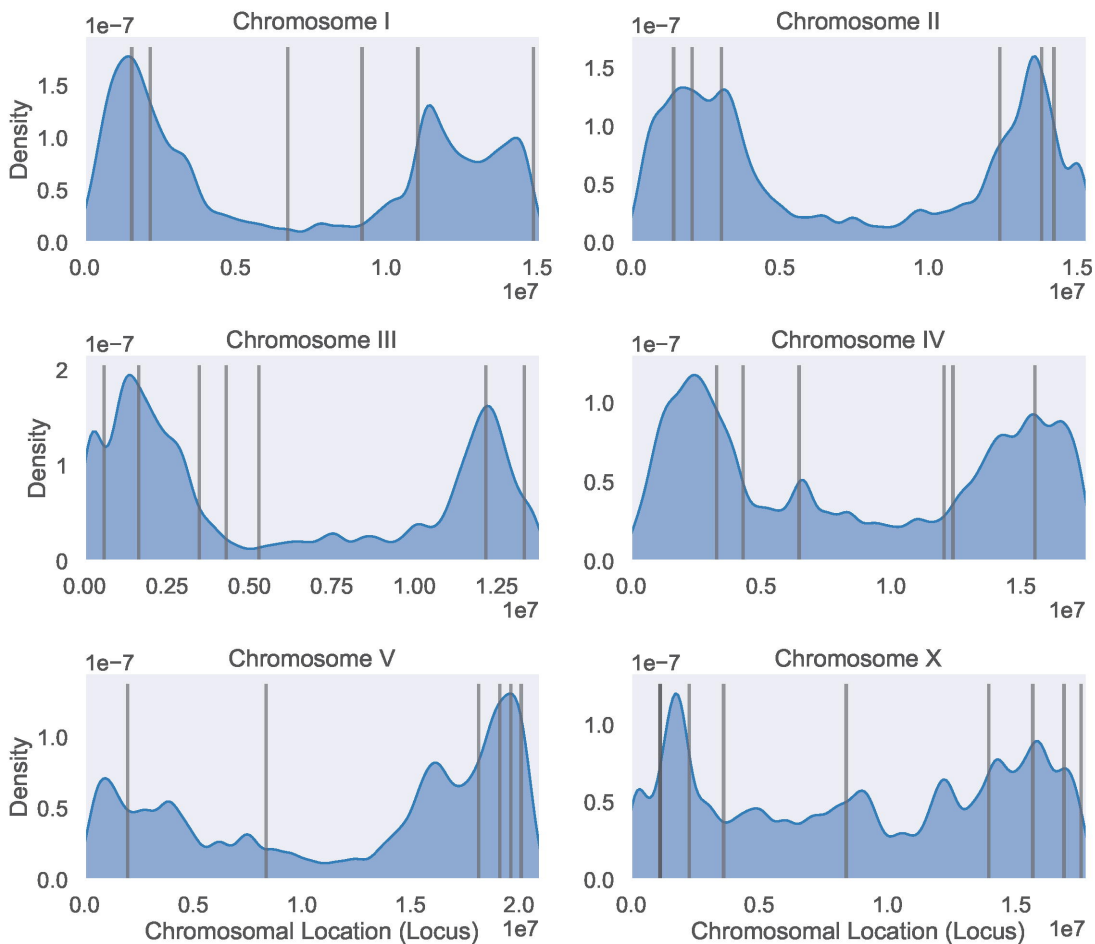 Chromosome I
1e−7
Density
1.5
1.0
0.5
0.0
0.0 0.5 1.0 1.5
1e7
Chromosome II
1e−7
1.5
1.0
0.5
0.0
0.0 0.5 1.0 1.5
1e7
Chromosome III
1e−7
Density
2
1
0
0.00 0.25 0.50 0.75 1.00 1.25
1e7
Chromosome IV
1e−7
1.0
0.5
0.0
0.0 0.5 1.0 1.5
1e7
Chromosome V
1e−7
Density
1.0
0.5
0.0
0.0 0.5 1.0 1.5 2.0
Chromosomal Location (Locus) 1e7
Chromosome X
1e−7
1.0
0.5
0.0
0.0 0.5 1.0 1.5
Chromosomal Location (Locus) 1e7